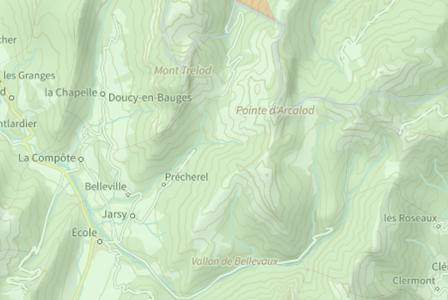 les Granges
Mont Trélod
la Chapelle
Doucy-en-Bauges
Pointe d'Arcalod
La Compôte
Précherel
Belleville
Jarsy
les Roseaux
École
Vallon de Bellevaux
Clermont